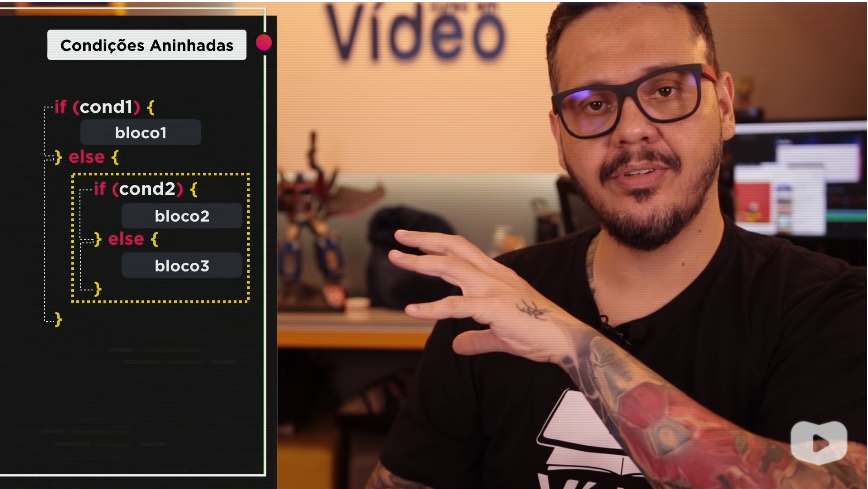 Vídeo
Condições Aninhadas
if (cond1) {
bloco1
} else {
if (cond2) {
bloco2
} else {
bloco3
}
}